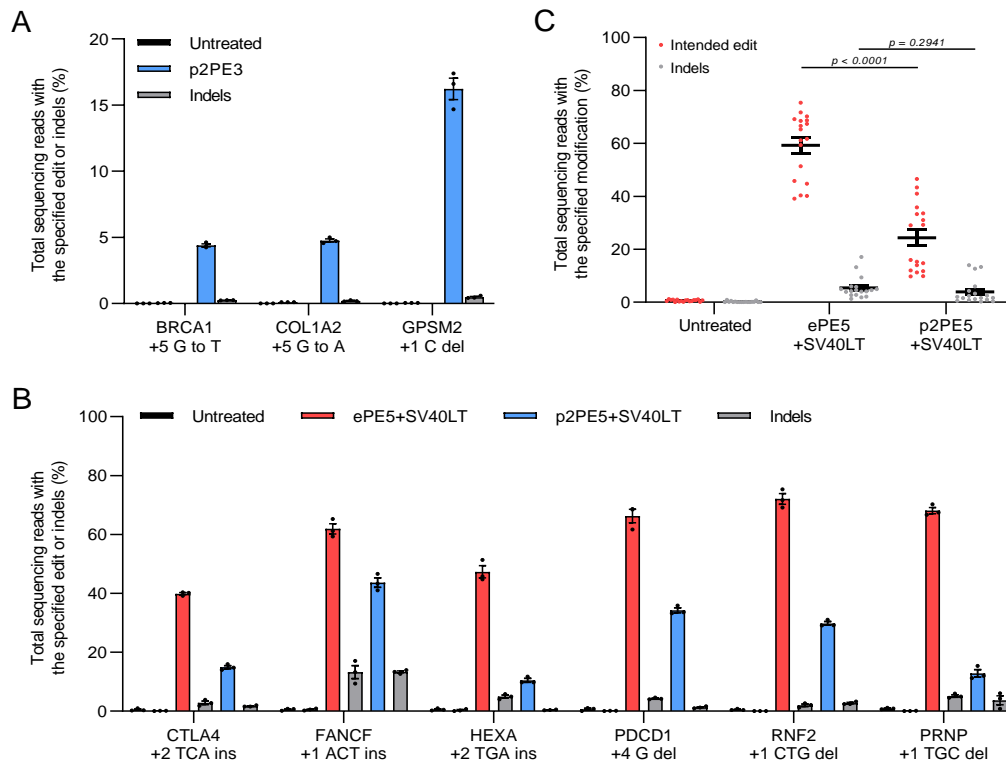 A
Total sequencing reads with
the specified edit or indels (%)
20
15
10
5
0
Untreated
p2PE3
Indels
BRCA1
+5 G to T
COL1A2
+5 G to A
GPSM2
+1 C del
C
Total sequencing reads with
the specified modification (%)
100
80
60
40
20
0
Intended edit
Indels
p = 0.2941
p < 0.0001
Untreated
ePE5
+SV40LT
p2PE5
+SV40LT
B
Total sequencing reads with
the specified edit or indels (%)
100
80
60
40
20
0
Untreated
ePE5+SV40LT
p2PE5+SV40LT
Indels
CTLA4
+2 TCA ins
FANCF
+1 ACT ins
HEXA
+2 TGA ins
PDCD1
+4 G del
RNF2
+1 CTG del
PRNP
+1 TGC del